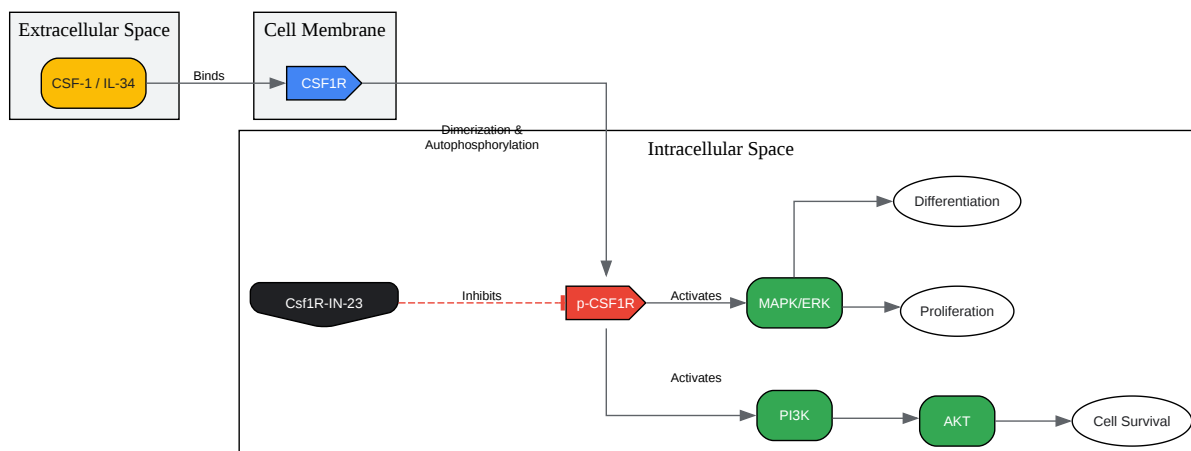 Extracellular Space
Cell Membrane
CSF-1 / IL-34
Binds
CSF1R
Dimerization &
Autophosphorylation
Intracellular Space
Differentiation
Csf1R-IN-23
Inhibits
p-CSF1R
Activates
MAPK/ERK
Proliferation
Activates
PI3K
AKT
Cell Survival